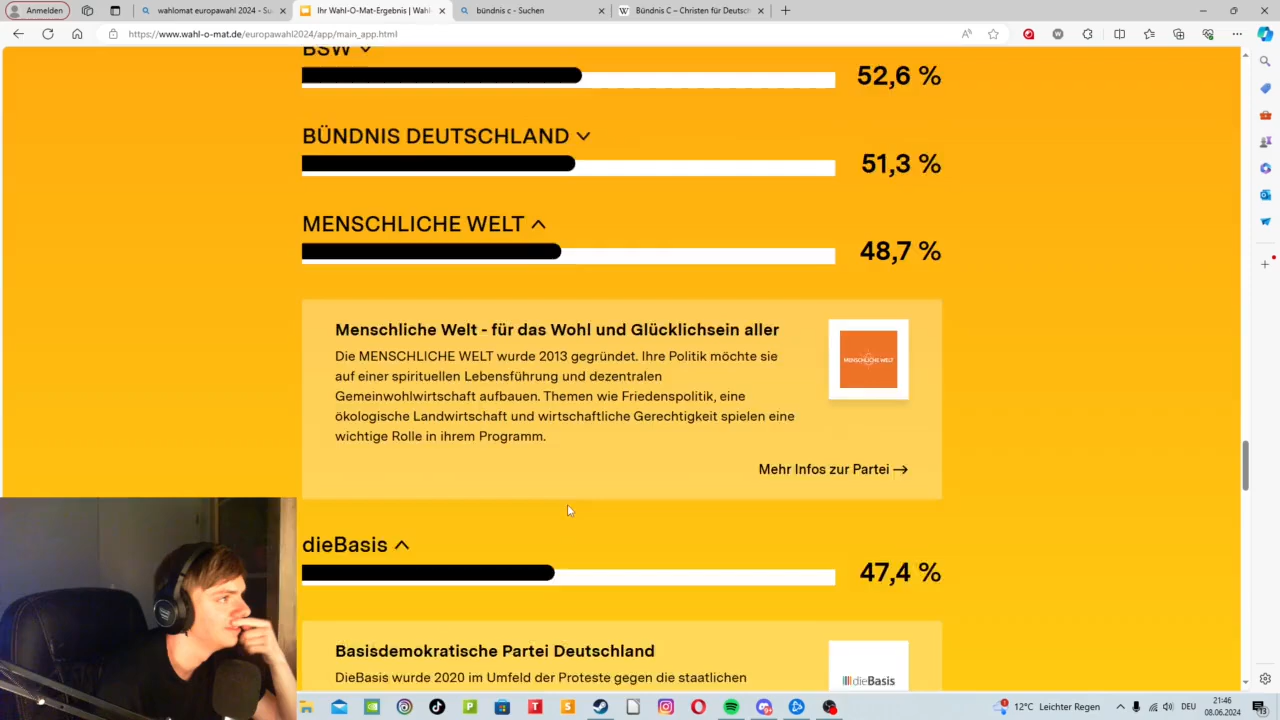 Anmelden
wahlomat europawahl 2024 - Su
Ihr Wahl-O-Mat-Ergebnis | Wahl
bündnis c - Suchen
Bündnis C – Christen für Deutsch
https://www.wahl-o-mat.de/europawahl2024/app/main_app.html
BSW
52,6 %
BÜNDNIS DEUTSCHLAND
51,3 %
MENSCHLICHE WELT
48,7 %
Menschliche Welt - für das Wohl und Glücklichsein aller
Die MENSCHLICHE WELT wurde 2013 gegründet. Ihre Politik möchte sie
auf einer spirituellen Lebensführung und dezentralen
Gemeinwohlwirtschaft aufbauen. Themen wie Friedenspolitik, eine
ökologische Landwirtschaft und wirtschaftliche Gerechtigkeit spielen eine
wichtige Rolle in ihrem Programm.
MENSCHLICHE WELT
Mehr Infos zur Partei
dieBasis
47,4 %
Basisdemokratische Partei Deutschland
DieBasis wurde 2020 im Umfeld der Proteste gegen die staatlichen
dieBasis
12°C Leichter Regen
DEU
21:46
08.06.2024